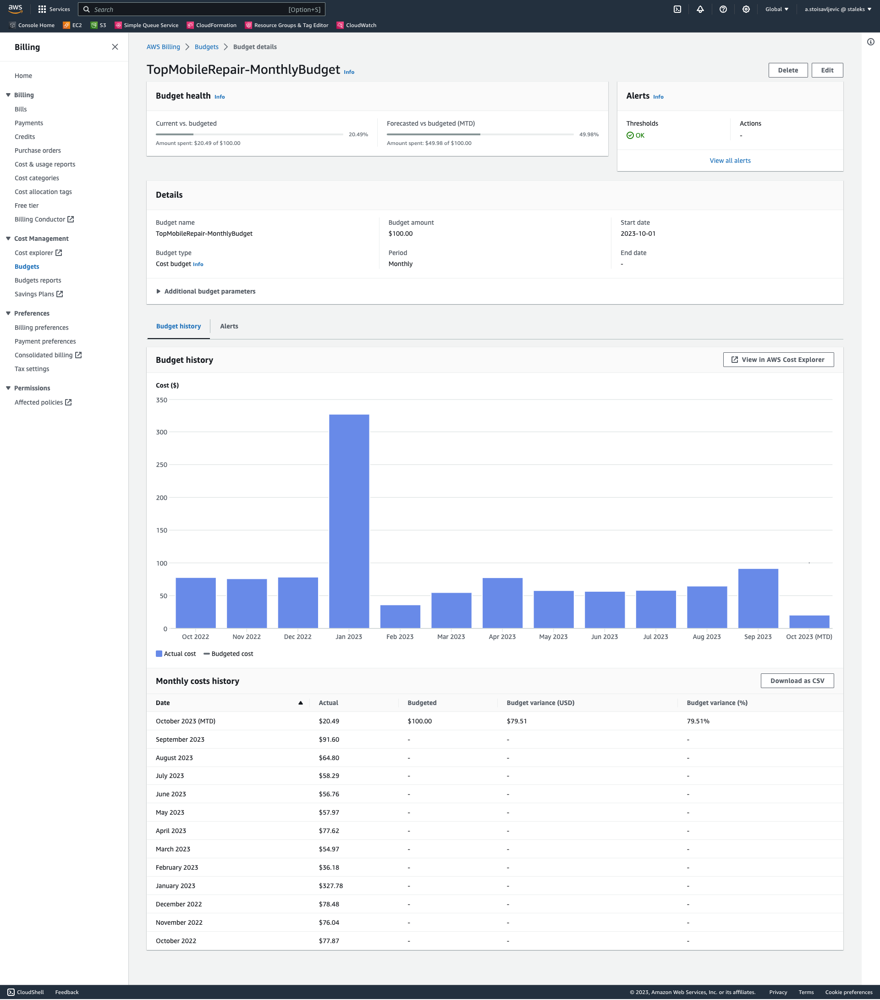 aws
Services
Search
[Option+S]
Global
a.stoisavljevic @ staleks
Console Home
EC2
S3
Simple Queue Service
CloudFormation
Resource Groups & Tag Editor
CloudWatch
Billing
Home
Billing
Bills
Payments
Credits
Purchase orders
Cost & usage reports
Cost categories
Cost allocation tags
Free tier
Billing Conductor
Cost Management
Cost explorer
Budgets
Budgets reports
Savings Plans
Preferences
Billing preferences
Payment preferences
Consolidated billing
Tax settings
Permissions
Affected policies
AWS Billing
Budgets
Budget details
TopMobileRepair-MonthlyBudget Info
Delete
Edit
Budget health Info
Current vs. budgeted
20.49%
Amount spent: $20.49 of $100.00
Forecasted vs budgeted (MTD)
49.98%
Amount spent: $49.98 of $100.00
Alerts Info
Thresholds
OK
Actions
-
View all alerts
Details
Budget name
TopMobileRepair-MonthlyBudget
Budget type
Cost budget Info
Budget amount
$100.00
Period
Monthly
Start date
2023-10-01
End date
-
Additional budget parameters
Budget history
Alerts
Budget history
View in AWS Cost Explorer
Cost ($)
350
300
250
200
150
100
50
0
Oct 2022 Nov 2022 Dec 2022 Jan 2023 Feb 2023 Mar 2023 Apr 2023 May 2023 Jun 2023 Jul 2023 Aug 2023 Sep 2023 Oct 2023 (MTD)
Actual cost Budgeted cost
Monthly costs history
Download as CSV
Date Actual Budgeted Budget variance (USD) Budget variance (%)
October 2023 (MTD) $20.49 $100.00 $79.51 79.51%
September 2023 $91.60 - - -
August 2023 $64.80 - - -
July 2023 $58.29 - - -
June 2023 $56.76 - - -
May 2023 $57.97 - - -
April 2023 $77.62 - - -
March 2023 $54.97 - - -
February 2023 $36.18 - - -
January 2023 $327.78 - - -
December 2022 $78.48 - - -
November 2022 $76.04 - - -
October 2022 $77.87 - - -
CloudShell
Feedback
© 2023, Amazon Web Services, Inc. or its affiliates.
Privacy
Terms
Cookie preferences